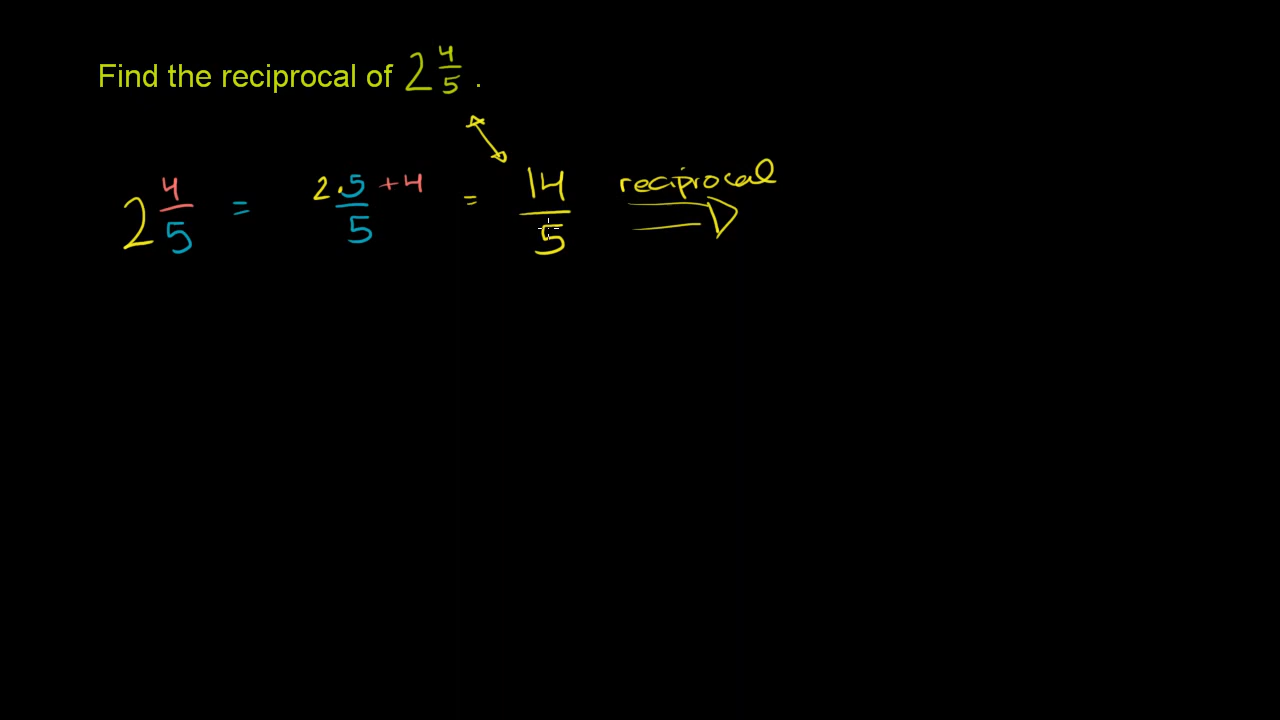 Find the reciprocal of 2 4/5 .
2 4/5 = (2·5 + 4)/5 = 14/5 reciprocal